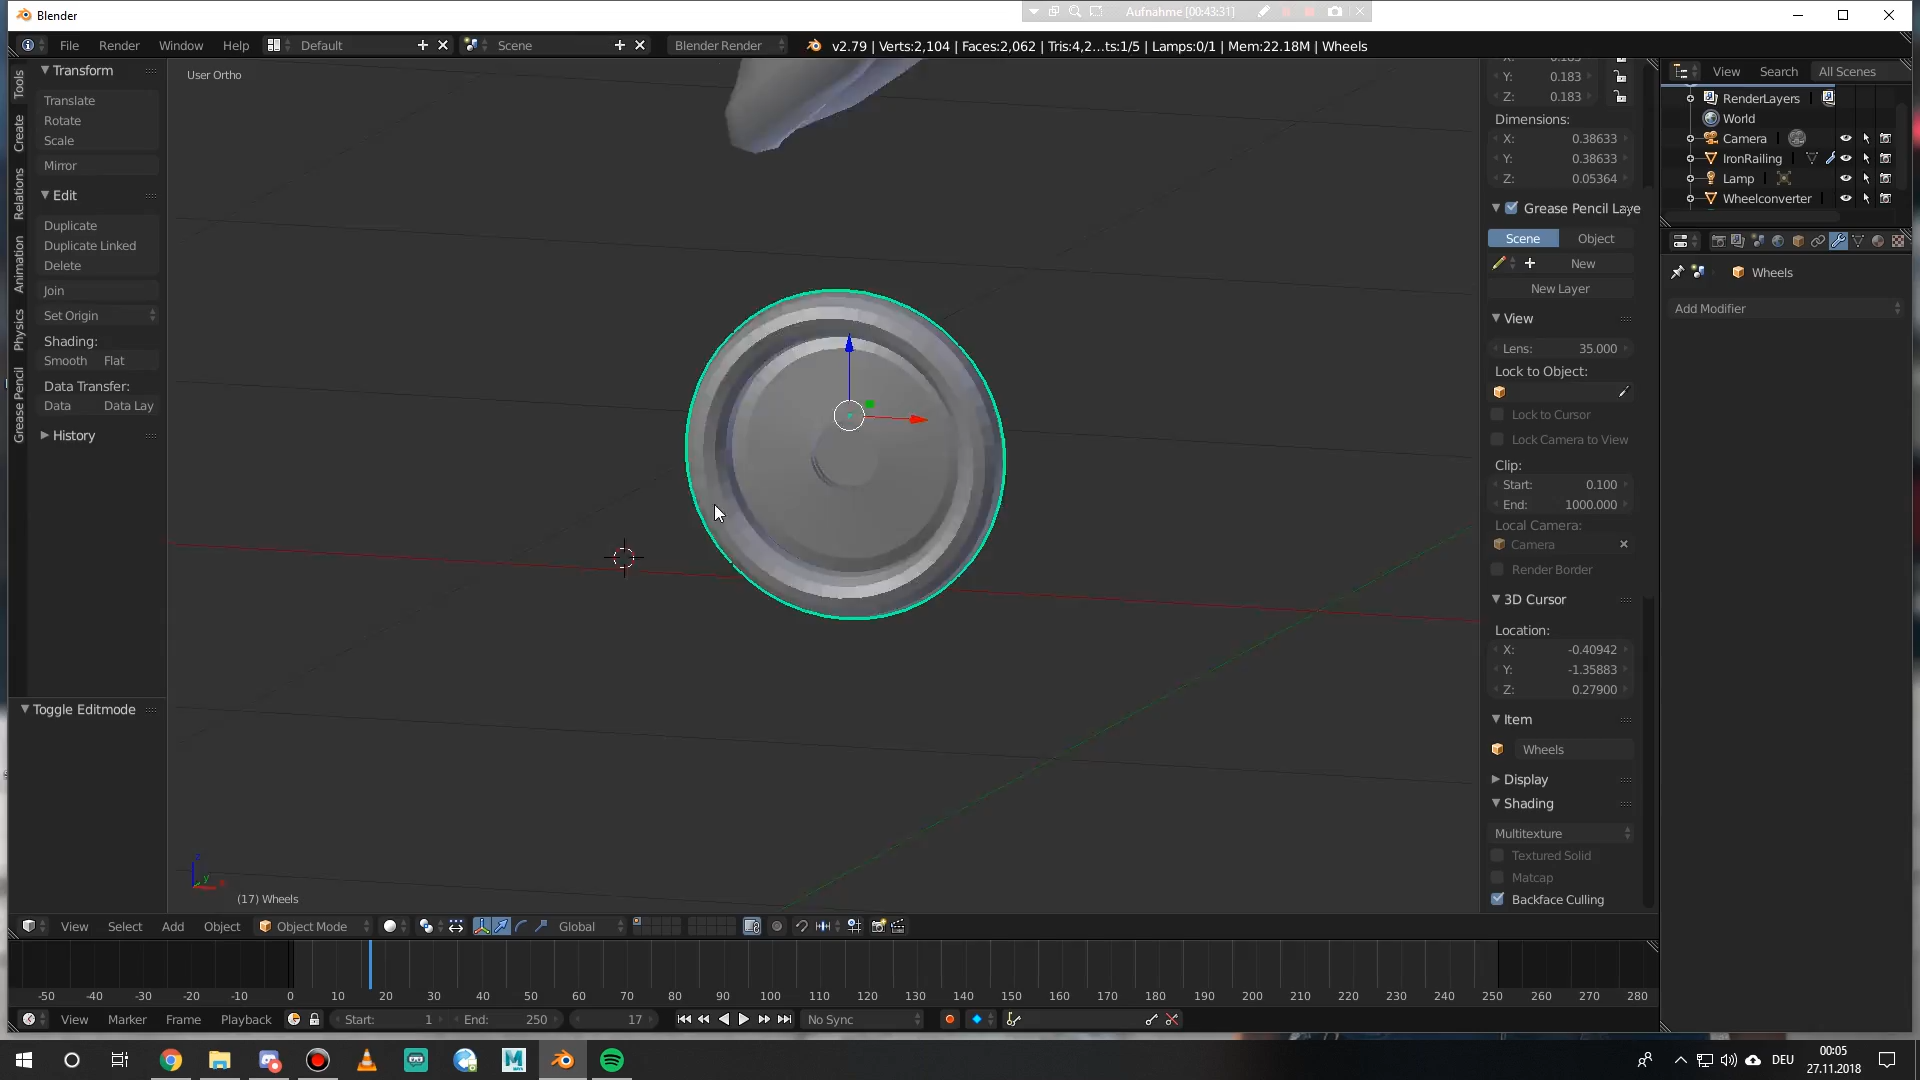 Blender
Aufnahme [00:43:31]
File Render Window Help Default Scene Blender Render v2.79 | Verts:2,104 | Faces:2,062 | Tris:4,2...ts:1/5 | Lamps:0/1 | Mem:22.18M | Wheels
Tools
Create
Relations
Animation
Physics
Grease Pencil
Transform
Translate
Rotate
Scale
Mirror
Edit
Duplicate
Duplicate Linked
Delete
Join
Set Origin
Shading:
Smooth Flat
Data Transfer:
Data Data Lay
History
Toggle Editmode
User Ortho
z
y
x
(17) Wheels
Y: 0.183
Z: 0.183
Dimensions:
X: 0.38633
Y: 0.38633
Z: 0.05364
Grease Pencil Laye
Scene Object
New
New Layer
View
Lens: 35.000
Lock to Object:
Lock to Cursor
Lock Camera to View
Clip:
Start: 0.100
End: 1000.000
Local Camera:
Camera
Render Border
3D Cursor
Location:
X: -0.40942
Y: -1.35883
Z: 0.27900
Item
Wheels
Display
Shading
Multitexture
Textured Solid
Matcap
Backface Culling
View Search All Scenes
RenderLayers
World
Camera
IronRailing
Lamp
Wheelconverter
Wheels
Add Modifier
View Select Add Object Object Mode Global
-50 -40 -30 -20 -10 0 10 20 30 40 50 60 70 80 90 100 110 120 130 140 150 160 170 180 190 200 210 220 230 240 250 260 270 280
View Marker Frame Playback Start: 1 End: 250 17 No Sync
DEU
00:05
27.11.2018